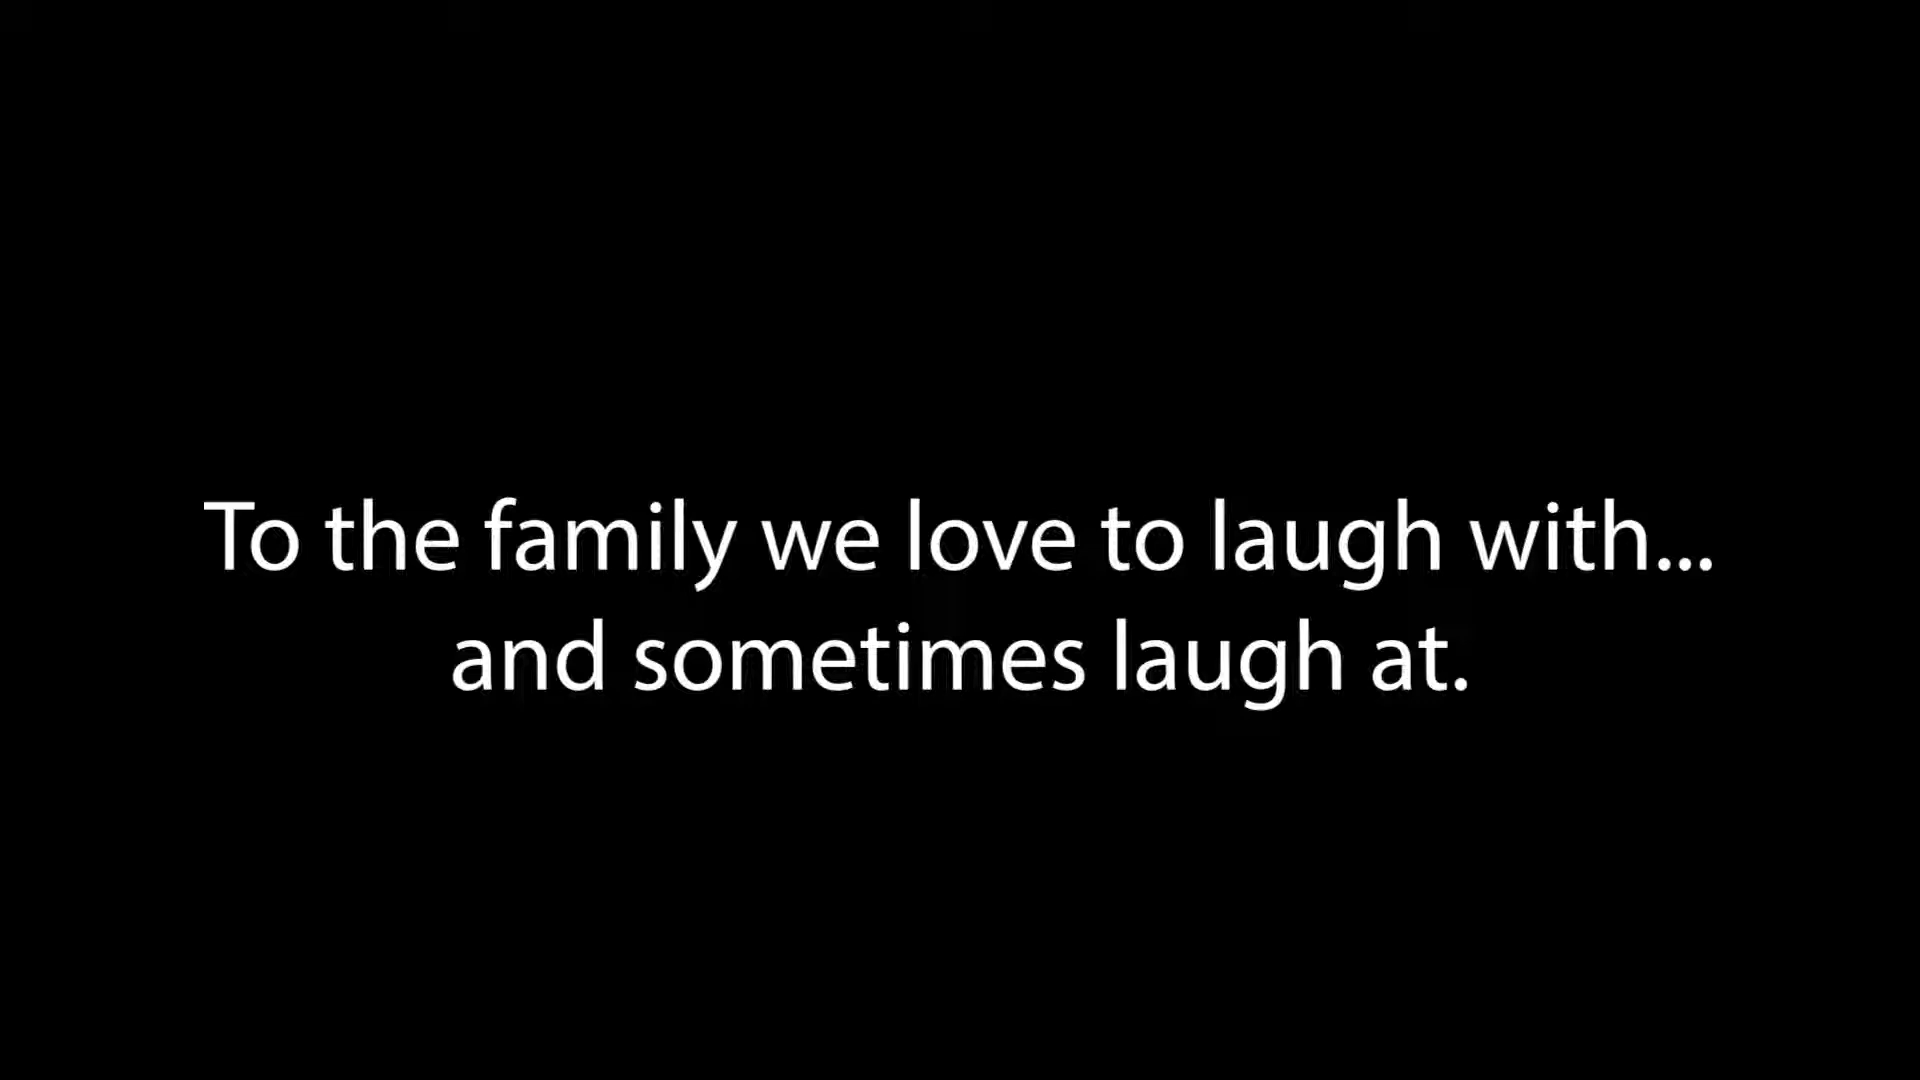 To the family we love to laugh with...
and sometimes laugh at.